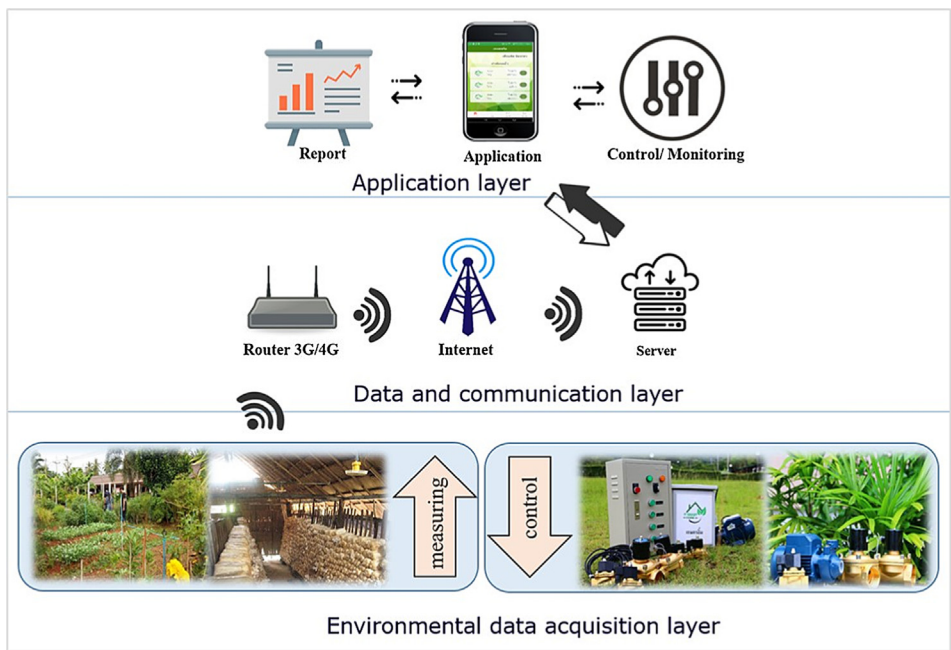 Report
Application
Control/ Monitoring
Application layer
Router 3G/4G
Internet
Server
Data and communication layer
measuring
control
Environmental data acquisition layer